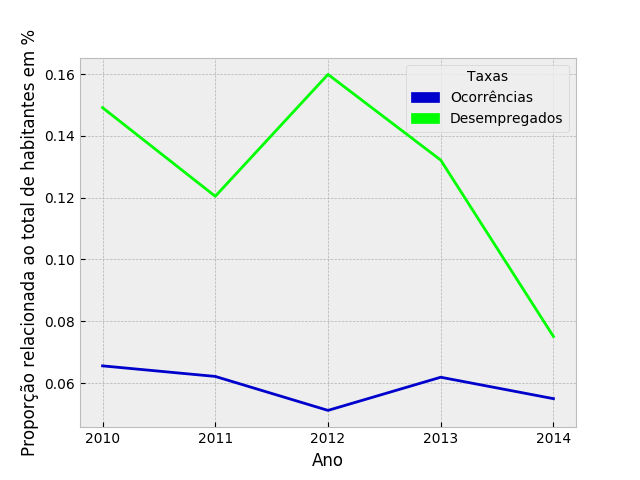 Proporção relacionada ao total de habitantes em %
0.16
0.14
0.12
0.10
0.08
0.06
Taxas
Ocorrências
Desempregados
2010 2011 2012 2013 2014
Ano